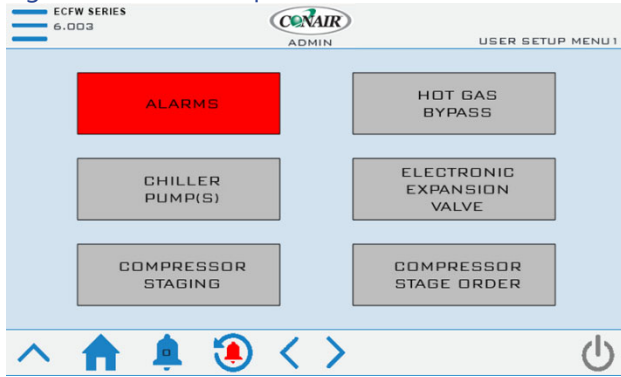 ECFW SERIES
6.003
CONAIR
ADMIN
USER SETUP MENU1
ALARMS
HOT GAS
BYPASS
CHILLER
PUMP(S)
ELECTRONIC
EXPANSION
VALVE
COMPRESSOR
STAGING
COMPRESSOR
STAGE ORDER
0